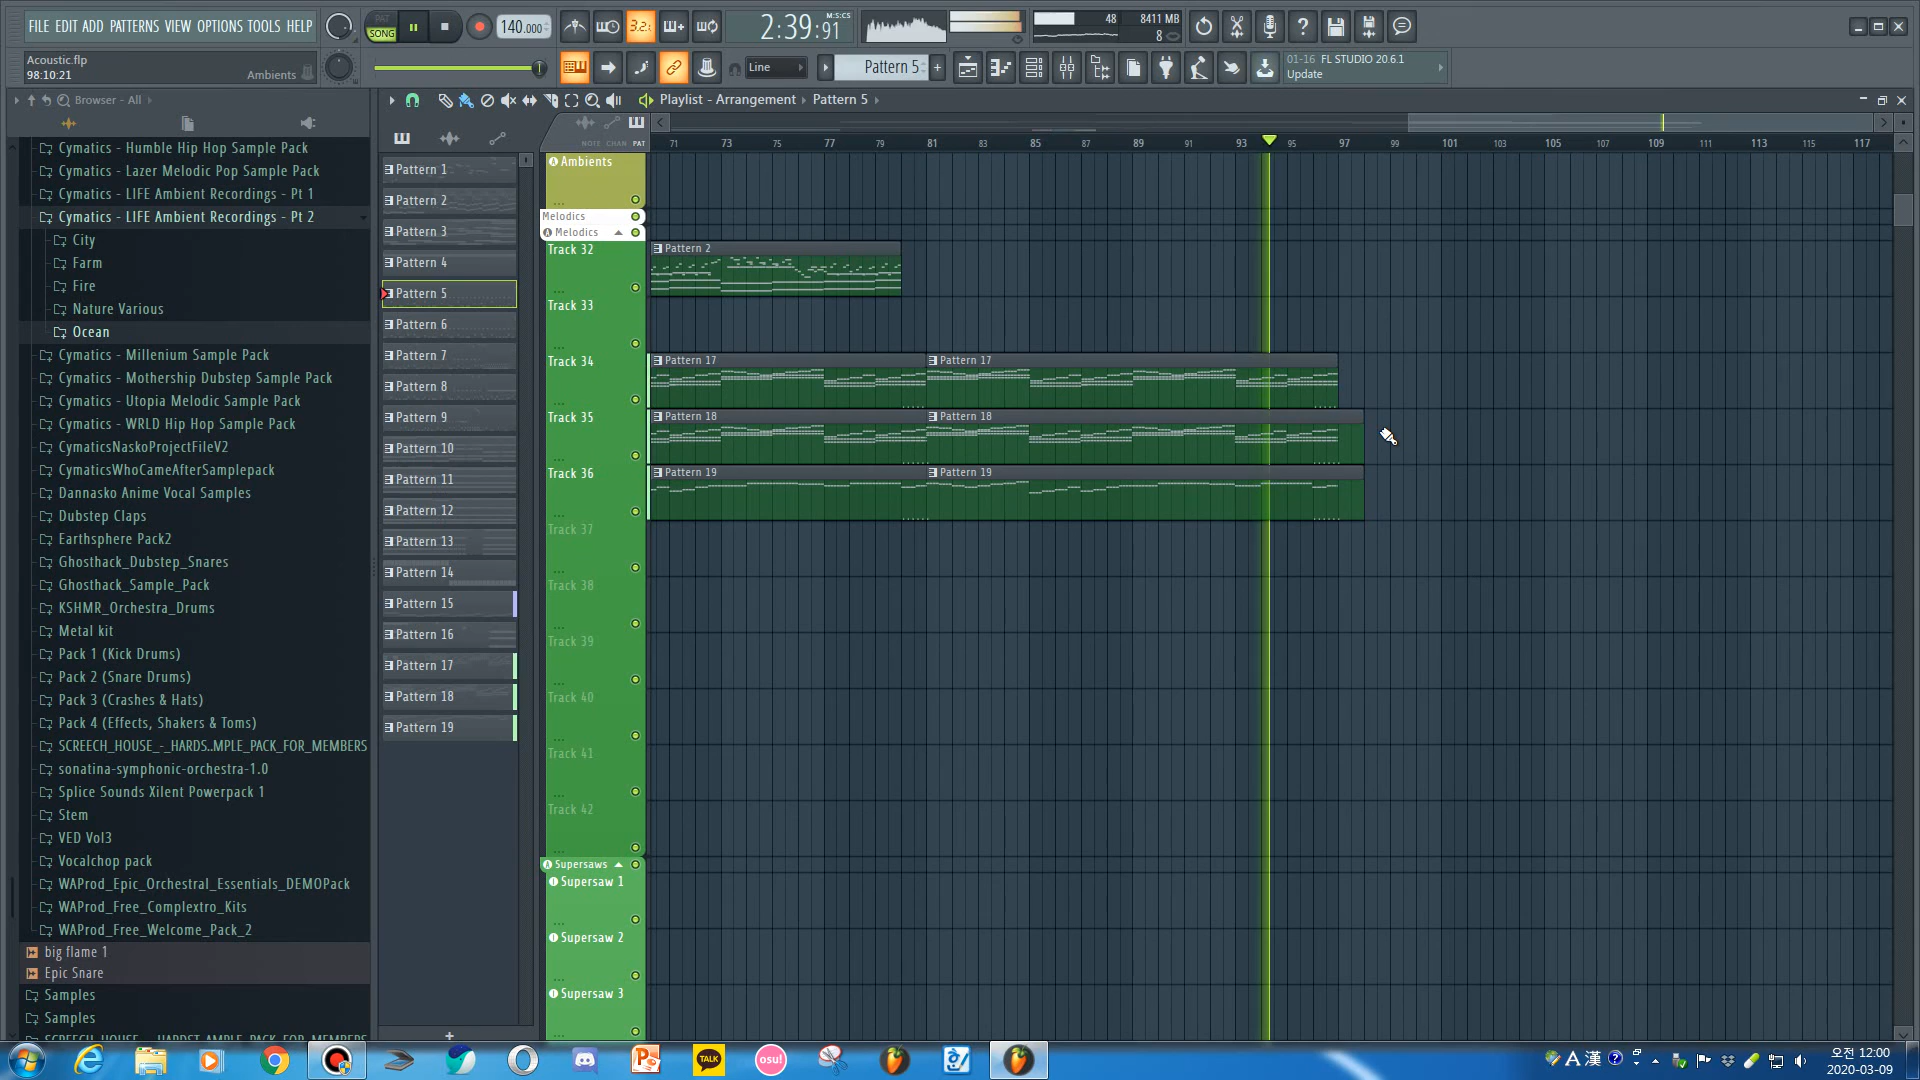 FILE EDIT ADD PATTERNS VIEW OPTIONS TOOLS HELP
PAT
SONG
3.2.
140.000
2:39:91
M:S:CS
48
8411 MB
8
Acoustic.flp
98:10:21
Ambients
Line
Pattern 5
01-16 FL STUDIO 20.6.1
Update
Browser - All
Playlist - Arrangement
Pattern 5
NOTE CHAN PAT
71 73 75 77 79 81 83 85 87 89 91 93 95 97 99 101 103 105 107 109 111 113 115 117
Cymatics - Humble Hip Hop Sample Pack
Cymatics - Lazer Melodic Pop Sample Pack
Cymatics - LIFE Ambient Recordings - Pt 1
Cymatics - LIFE Ambient Recordings - Pt 2
City
Farm
Fire
Nature Various
Ocean
Cymatics - Millenium Sample Pack
Cymatics - Mothership Dubstep Sample Pack
Cymatics - Utopia Melodic Sample Pack
Cymatics - WRLD Hip Hop Sample Pack
CymaticsNaskoProjectFileV2
CymaticsWhoCameAfterSamplepack
Dannasko Anime Vocal Samples
Dubstep Claps
Earthsphere Pack2
Ghosthack_Dubstep_Snares
Ghosthack_Sample_Pack
KSHMR_Orchestra_Drums
Metal kit
Pack 1 (Kick Drums)
Pack 2 (Snare Drums)
Pack 3 (Crashes & Hats)
Pack 4 (Effects, Shakers & Toms)
SCREECH_HOUSE_-_HARDS..MPLE_PACK_FOR_MEMBERS
sonatina-symphonic-orchestra-1.0
Splice Sounds Xilent Powerpack 1
Stem
VED Vol3
Vocalchop pack
WAProd_Epic_Orchestral_Essentials_DEMOPack
WAProd_Free_Complextro_Kits
WAProd_Free_Welcome_Pack_2
big flame 1
Epic Snare
Samples
Samples
Pattern 1
Pattern 2
Pattern 3
Pattern 4
Pattern 5
Pattern 6
Pattern 7
Pattern 8
Pattern 9
Pattern 10
Pattern 11
Pattern 12
Pattern 13
Pattern 14
Pattern 15
Pattern 16
Pattern 17
Pattern 18
Pattern 19
Ambients
Melodics
Melodics
Track 32
Pattern 2
Track 33
Track 34
Pattern 17
Pattern 17
Track 35
Pattern 18
Pattern 18
Track 36
Pattern 19
Pattern 19
Track 37
Track 38
Track 39
Track 40
Track 41
Track 42
Supersaws
Supersaw 1
Supersaw 2
Supersaw 3
TALK
osu!
A 漢
오전 12:00
2020-03-09